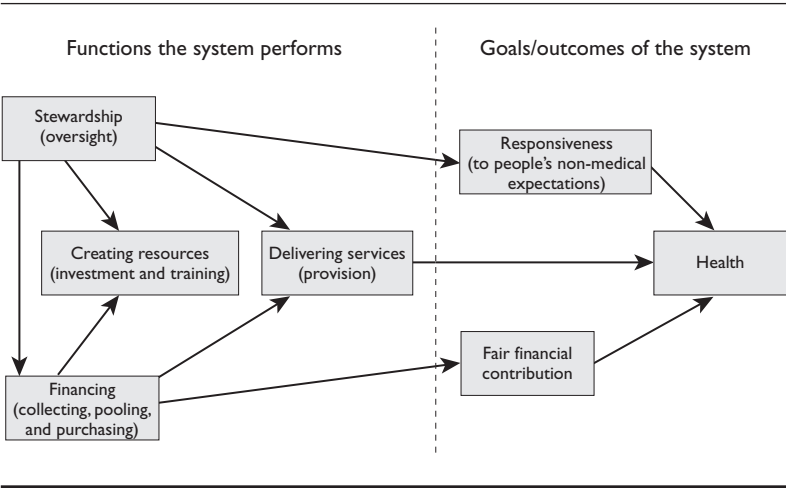 Functions the system performs
Goals/outcomes of the system
Stewardship
(oversight)
Responsiveness
(to people's non-medical
expectations)
Creating resources
(investment and training)
Delivering services
(provision)
Health
Fair financial
contribution
Financing
(collecting, pooling,
and purchasing)